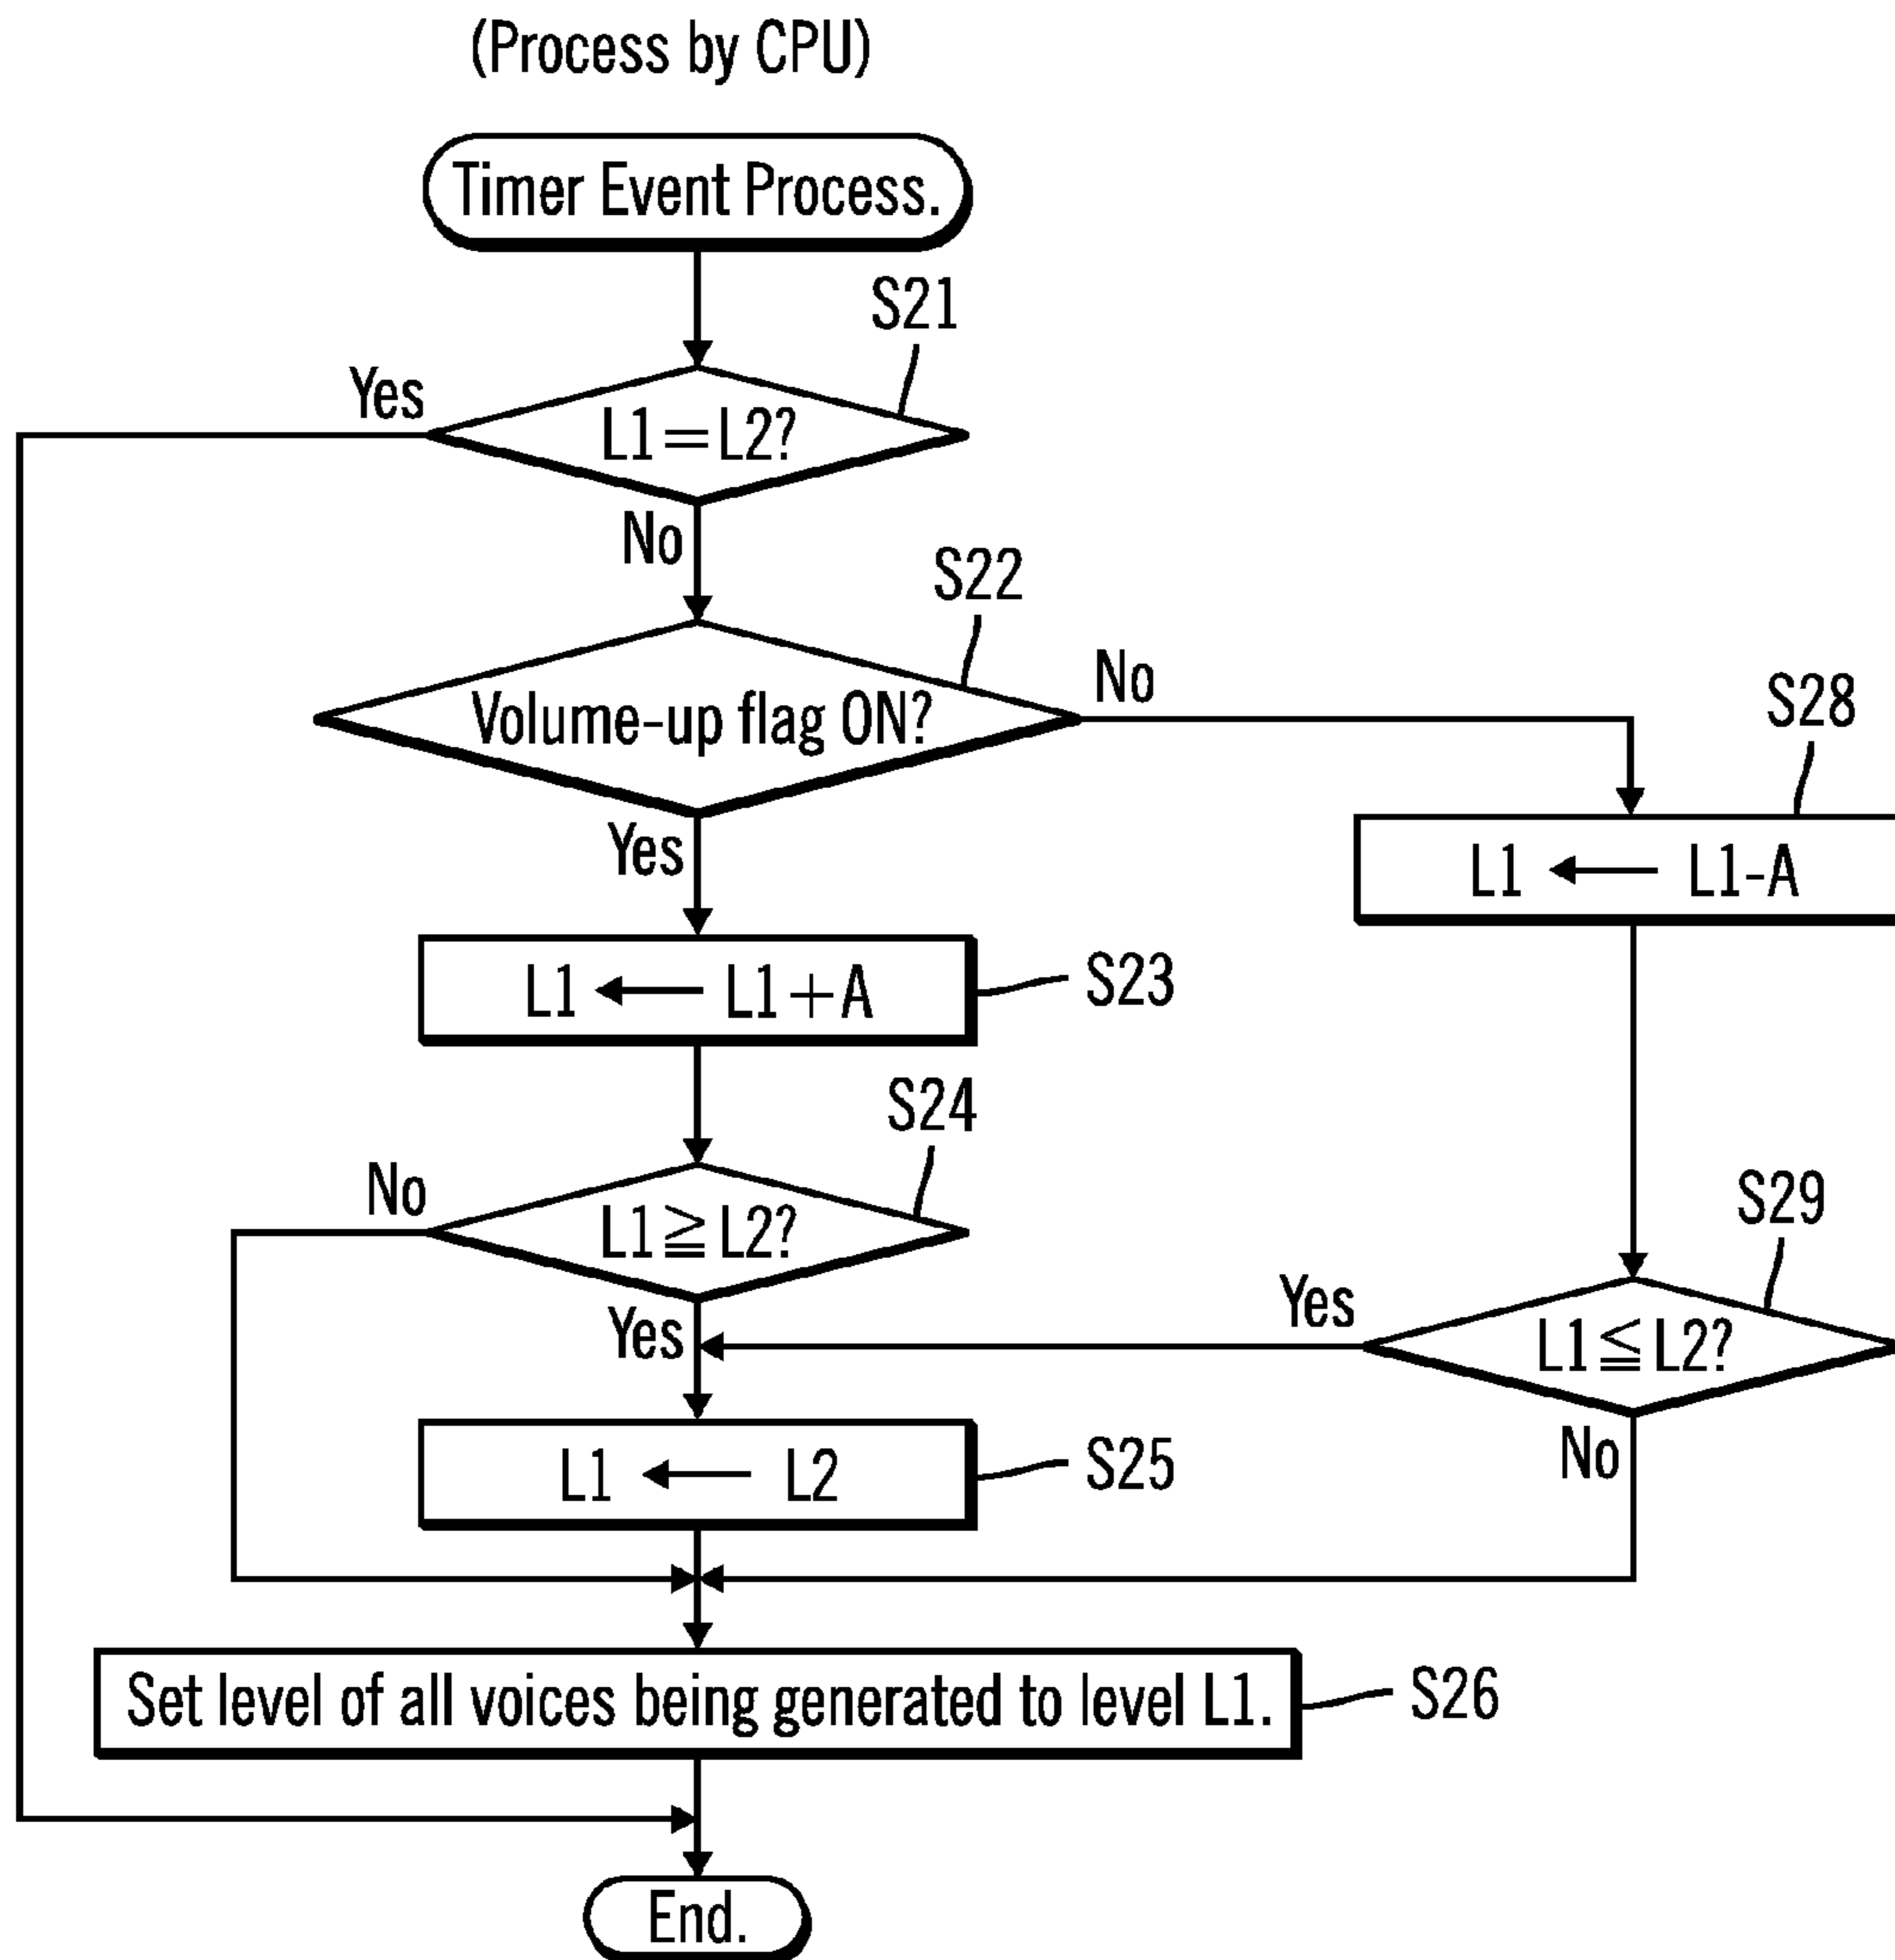 (Process by CPU)
Timer Event Process.
S21
Yes
L1=L2?
No
S22
Volume-up flag ON?
No
S28
Yes
L1 ← L1-A
L1 ← L1+A
S23
S24
No
L1≧L2?
S29
Yes
Yes
L1≦L2?
L1 ← L2
S25
No
Set level of all voices being generated to level L1.
S26
End.